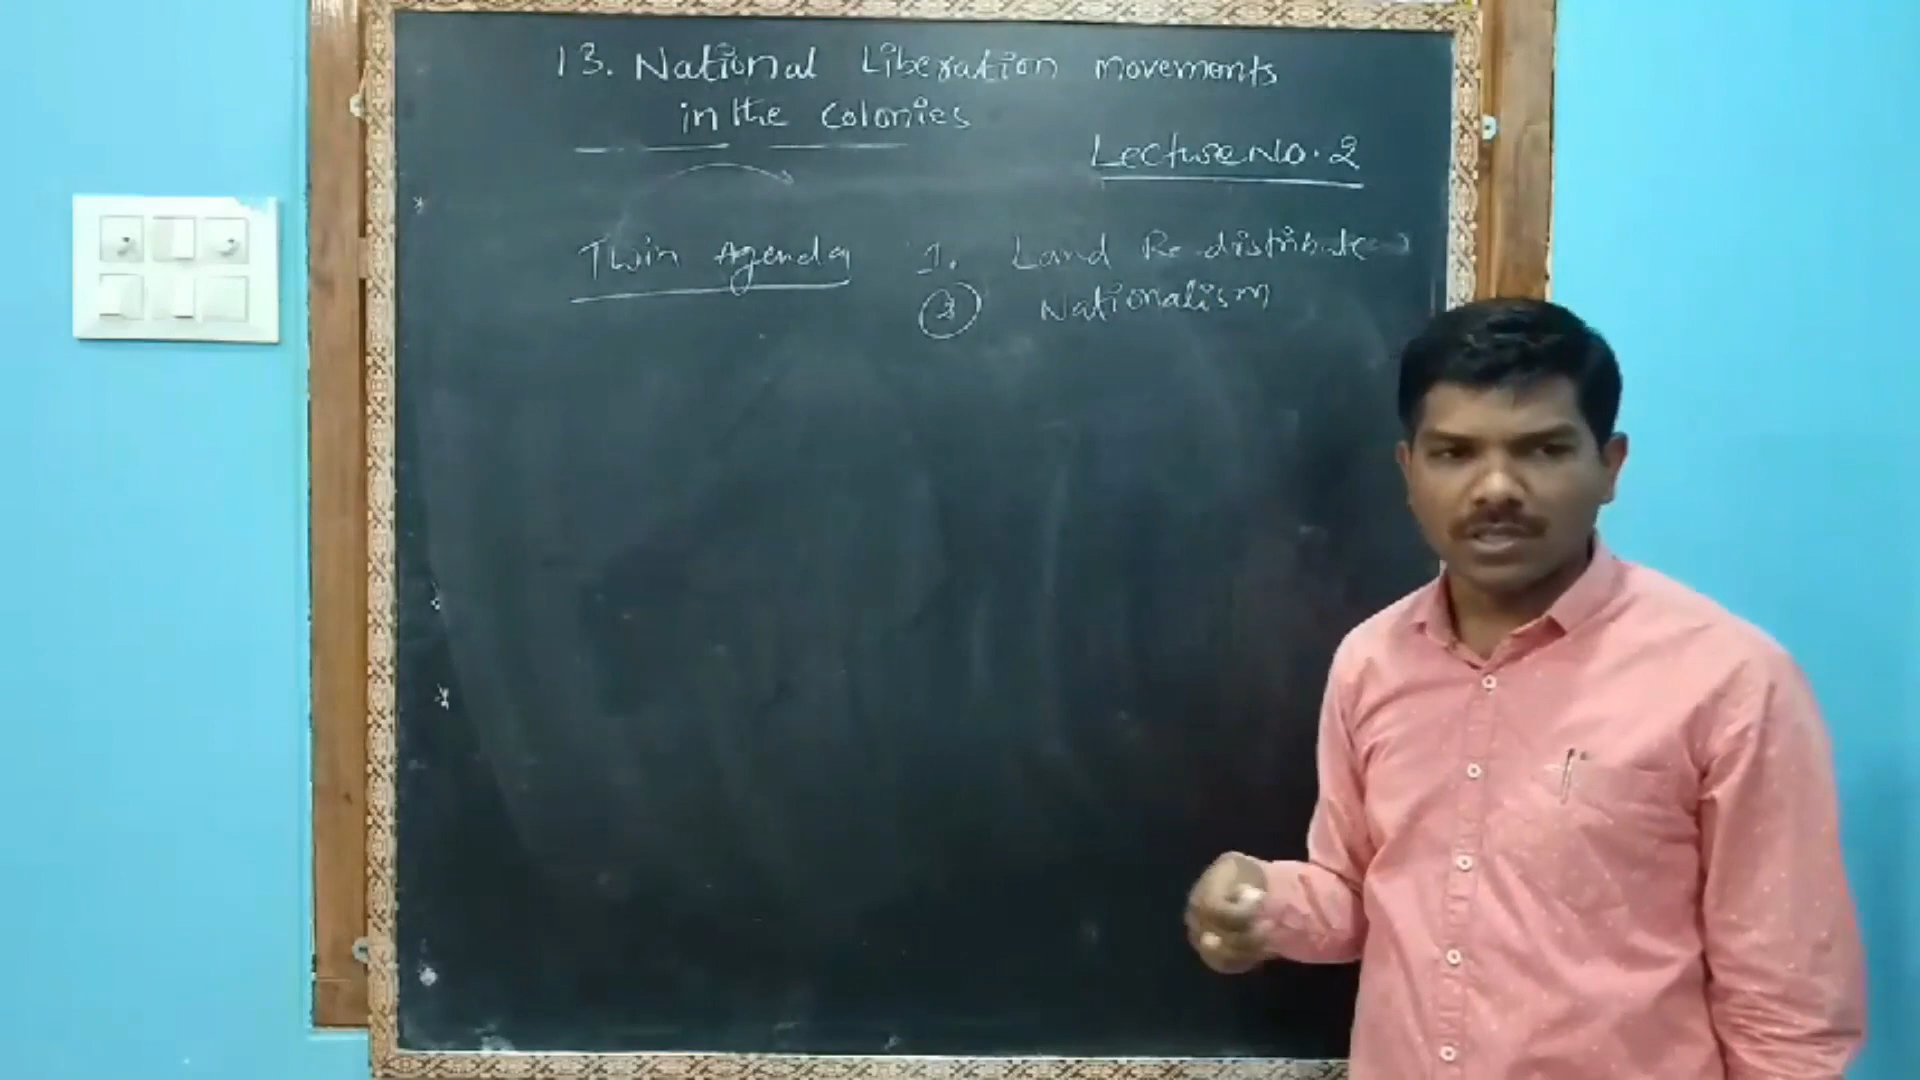 13. National Liberation movements
in the colonies
Lecture No. 2
Twin Agenda 1. Land Re-distribute
2 Nationalism